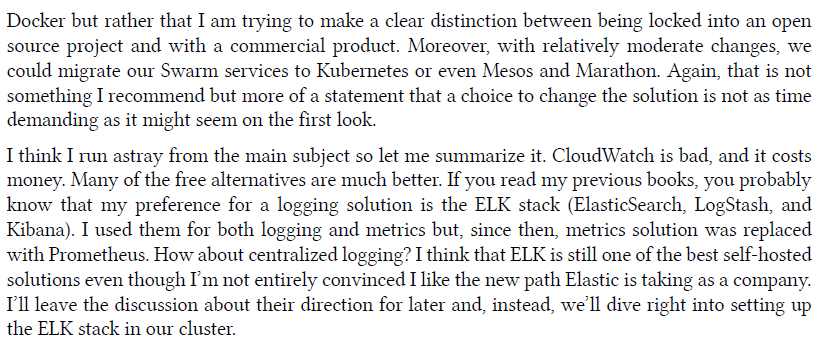 Docker but rather that I am trying to make a clear distinction between being locked into an open
source project and with a commercial product. Moreover, with relatively moderate changes, we
could migrate our Swarm services to Kubernetes or even Mesos and Marathon. Again, that is not
something I recommend but more of a statement that a choice to change the solution is not as time
demanding as it might seem on the first look.
I think I run astray from the main subject so let me summarize it. CloudWatch is bad, and it costs
money. Many of the free alternatives are much better. If you read my previous books, you probably
know that my preference for a logging solution is the ELK stack (ElasticSearch, LogStash, and
Kibana). I used them for both logging and metrics but, since then, metrics solution was replaced
with Prometheus. How about centralized logging? I think that ELK is still one of the best self-hosted
solutions even though I'm not entirely convinced I like the new path Elastic is taking as a company.
I'll leave the discussion about their direction for later and, instead, we'll dive right into setting up
the ELK stack in our cluster.